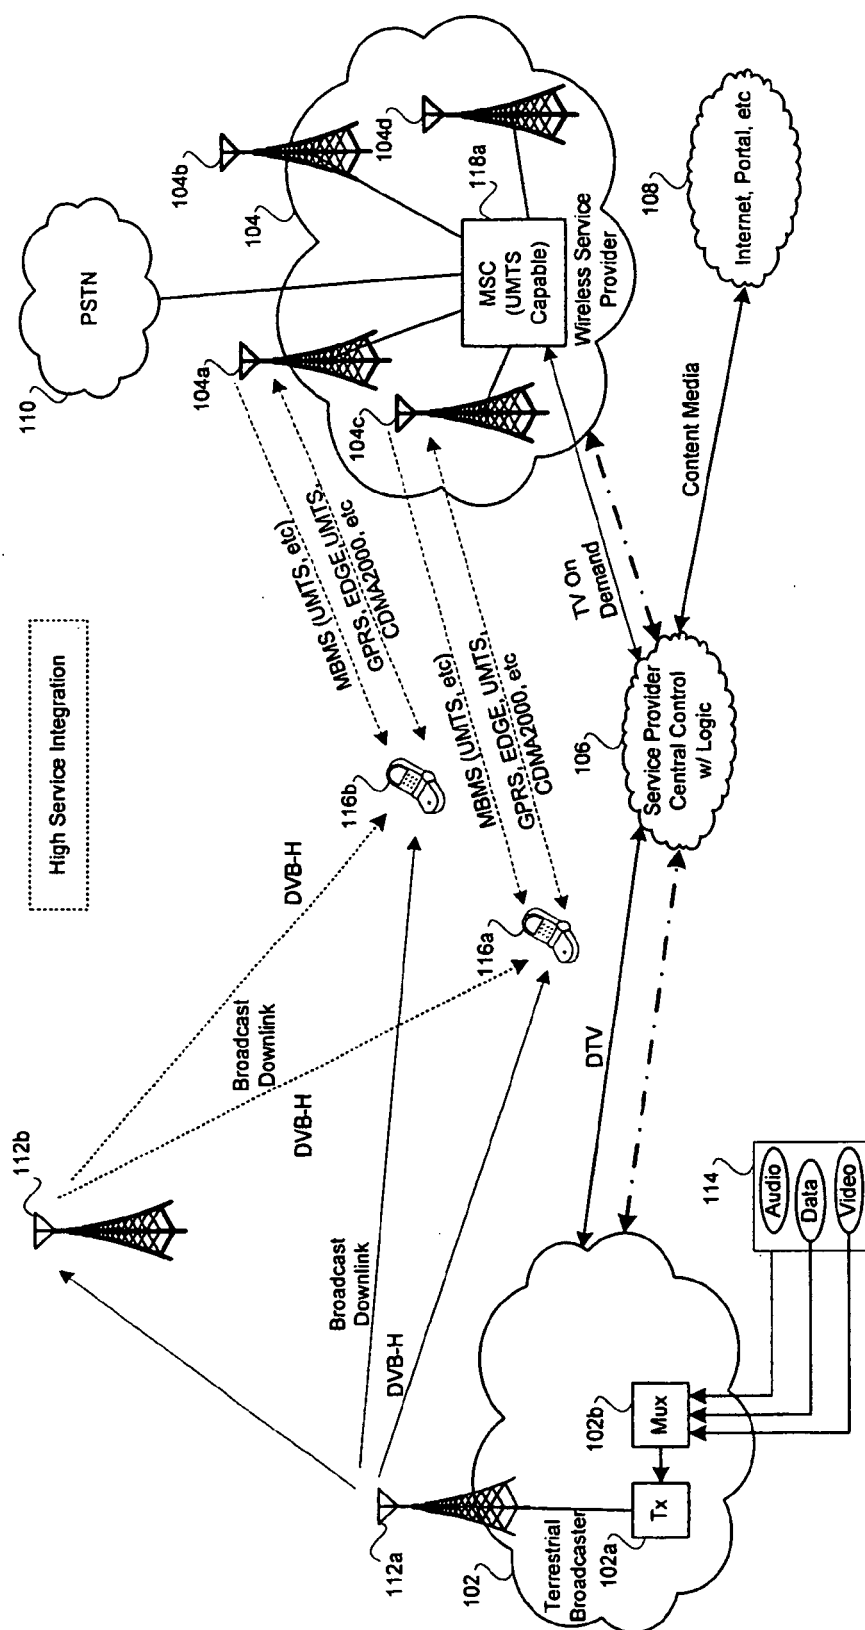 High Service Integration
110
PSTN
104b
104
104a
104d
118a
MSC
(UMTS
Capable)
Wireless Service
Provider
104c
108
Internet, Portal, etc
MBMS (UMTS, etc)
GPRS, EDGE,UMTS,
CDMA2000, etc
MBMS (UMTS, etc)
GPRS, EDGE, UMTS,
CDMA2000, etc
TV On
Demand
Content Media
116b
116a
106
Service Provider
Central Control
w/ Logic
112b
DVB-H
Broadcast
Downlink
DVB-H
Broadcast
Downlink
DVB-H
DTV
112a
102
Terrestrial
Broadcaster
102a
Tx
102b
Mux
114
Audio
Data
Video